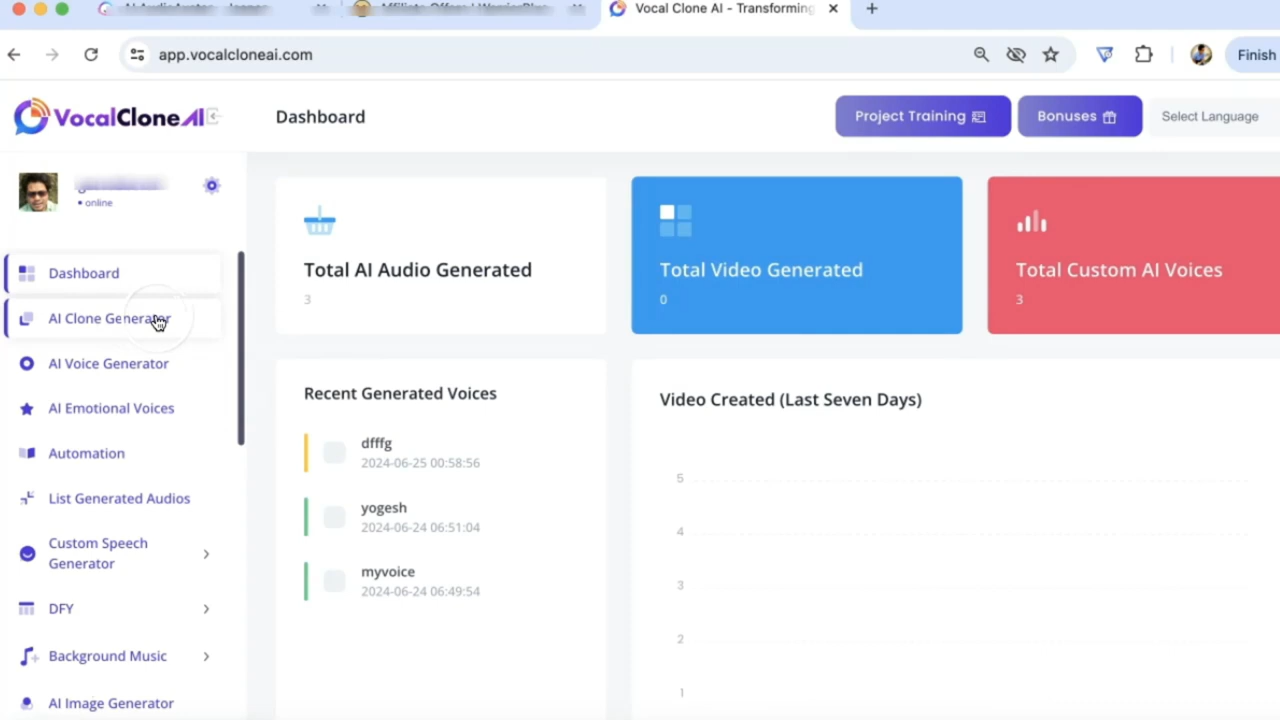 Vocal Clone AI - Transforming
app.vocalcloneai.com
Finish
VocalCloneAI
Dashboard
Project Training
Bonuses
Select Language
online
Dashboard
AI Clone Generator
AI Voice Generator
AI Emotional Voices
Automation
List Generated Audios
Custom Speech
Generator
DFY
Background Music
AI Image Generator
Total AI Audio Generated
3
Total Video Generated
0
Total Custom AI Voices
3
Recent Generated Voices
dfffg
2024-06-25 00:58:56
yogesh
2024-06-24 06:51:04
myvoice
2024-06-24 06:49:54
Video Created (Last Seven Days)
5
4
3
2
1